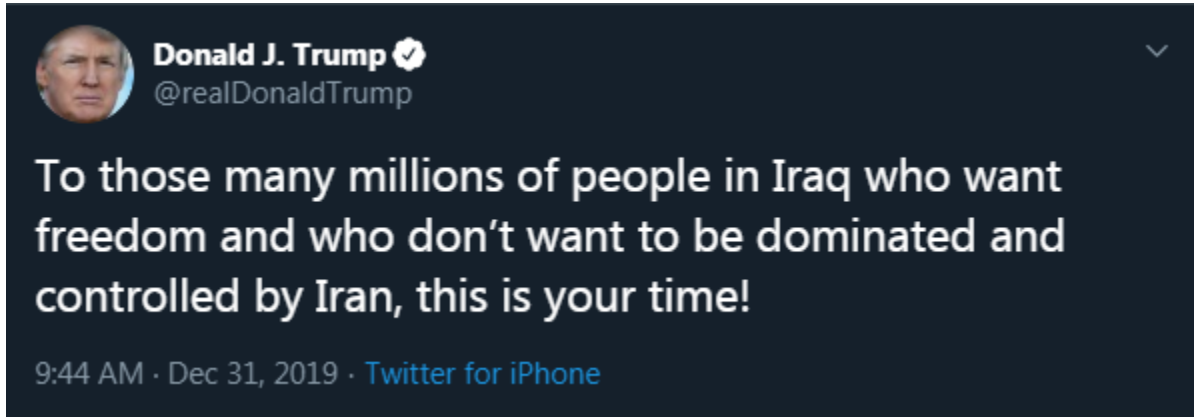 Donald J. Trump
@realDonaldTrump
To those many millions of people in Iraq who want
freedom and who don’t want to be dominated and
controlled by Iran, this is your time!
9:44 AM · Dec 31, 2019 · Twitter for iPhone